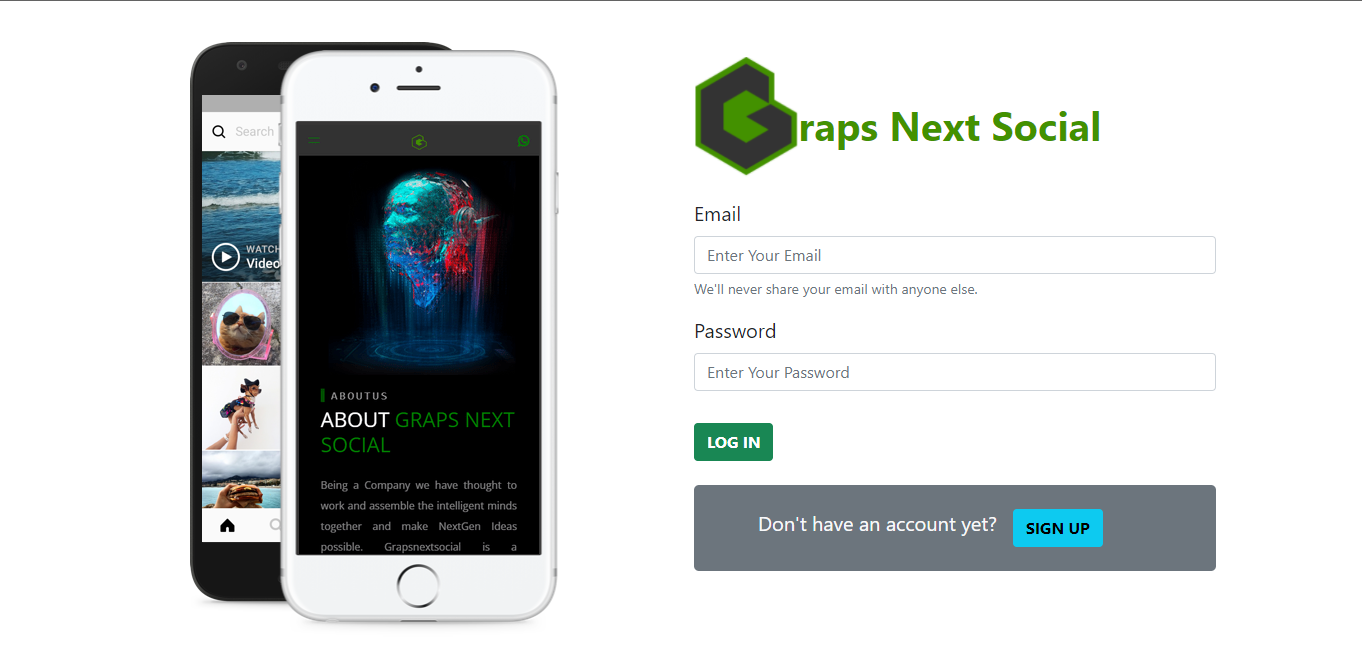 Search
WATCH
Video
ABOUTUS
ABOUT GRAPS NEXT
SOCIAL
Being a Company we have thought to
work and assemble the intelligent minds
together and make NextGen Ideas
possible. Grapsnextsocial is a
Graps Next Social
Email
Enter Your Email
We'll never share your email with anyone else.
Password
Enter Your Password
LOG IN
Don't have an account yet? SIGN UP